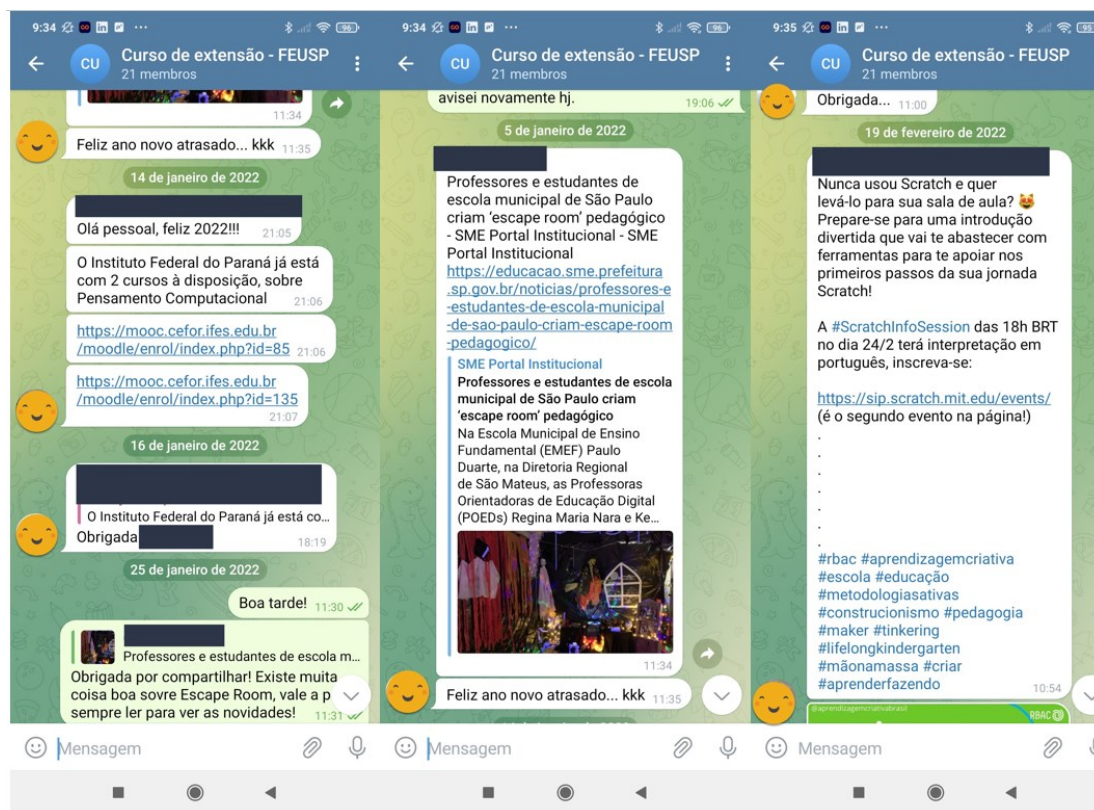 9:34
96
CU
Curso de extensão - FEUSP
21 membros
11:34
Feliz ano novo atrasado... kkk 11:35
14 de janeiro de 2022
Olá pessoal, feliz 2022!!! 21:05
O Instituto Federal do Paraná já está
com 2 cursos à disposição, sobre
Pensamento Computacional 21:06
https://mooc.cefor.ifes.edu.br
/moodle/enrol/index.php?id=85 21:06
https://mooc.cefor.ifes.edu.br
/moodle/enrol/index.php?id=135
21:07
16 de janeiro de 2022
O Instituto Federal do Paraná já está co...
Obrigada
18:19
25 de janeiro de 2022
Boa tarde! 11:30
Professores e estudantes de escola m...
Obrigada por compartilhar! Existe muita
coisa boa sovre Escape Room, vale a p
sempre ler para ver as novidades! 11:31
Mensagem
9:34
96
CU
Curso de extensão - FEUSP
21 membros
avisei novamente hj.
19:06
5 de janeiro de 2022
Professores e estudantes de
escola municipal de São Paulo
criam ‘escape room’ pedagógico
- SME Portal Institucional - SME
Portal Institucional
https://educacao.sme.prefeitura
.sp.gov.br/noticias/professores-e
-estudantes-de-escola-municipal
-de-sao-paulo-criam-escape-room
-pedagogico/
SME Portal Institucional
Professores e estudantes de escola
municipal de São Paulo criam
‘escape room’ pedagógico
Na Escola Municipal de Ensino
Fundamental (EMEF) Paulo
Duarte, na Diretoria Regional
de São Mateus, as Professoras
Orientadoras de Educação Digital
(POEDs) Regina Maria Nara e Ke...
11:34
Feliz ano novo atrasado... kkk 11:35
Mensagem
9:35
95
CU
Curso de extensão - FEUSP
21 membros
Obrigada... 11:00
19 de fevereiro de 2022
Nunca usou Scratch e quer
levá-lo para sua sala de aula? 😺
Prepare-se para uma introdução
divertida que vai te abastecer com
ferramentas para te apoiar nos
primeiros passos da sua jornada
Scratch!
A #ScratchInfoSession das 18h BRT
no dia 24/2 terá interpretação em
português, inscreva-se:
https://sip.scratch.mit.edu/events/
(é o segundo evento na página!)
.
.
.
.
.
.
#rbac #aprendizagemcriativa
#escola #educação
#metodologiasativas
#construcionismo #pedagogia
#maker #tinkering
#lifelongkindergarten
#mãonamassa #criar
#aprenderfazendo
10:54
@aprendizagemcriativabrasil
RBAC
Mensagem